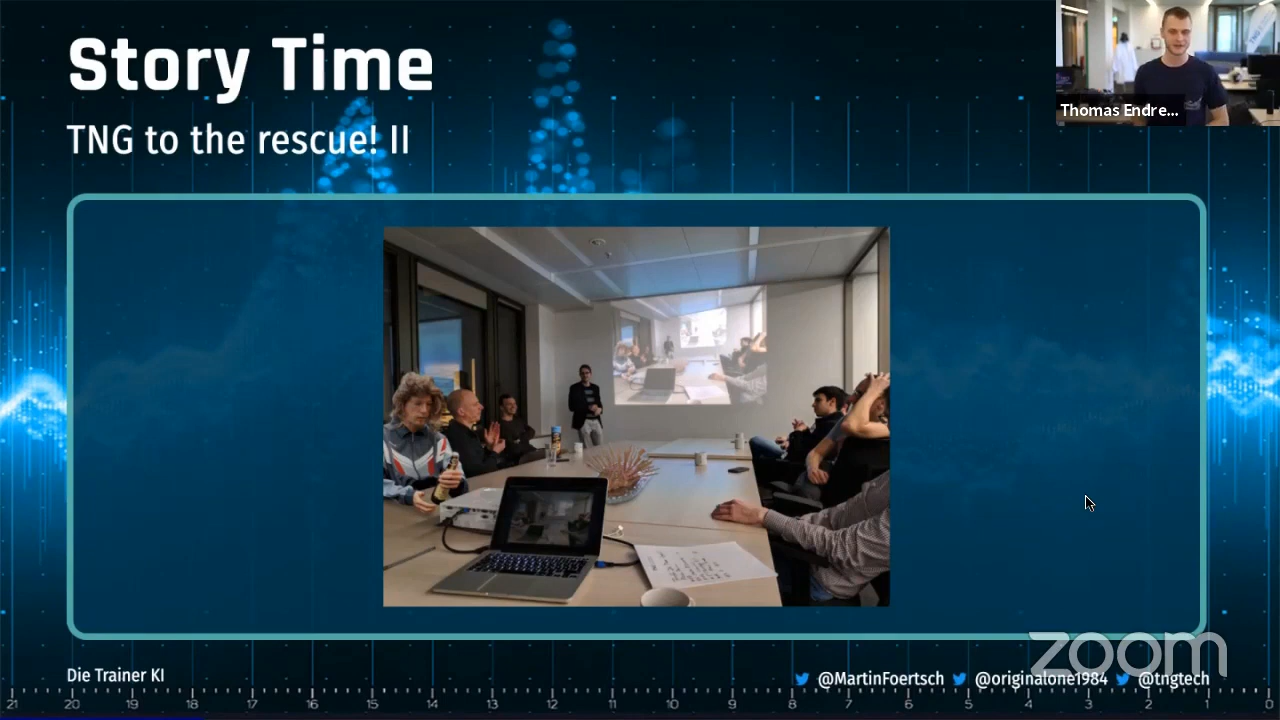 Story Time
TNG to the rescue! II
Thomas Endre...
Die Trainer KI
@MartinFoertsch @originalone1984 @tngtech
zoom
21 20 19 18 17 16 15 14 13 12 11 10 9 8 7 6 5 4 3 2 1 0